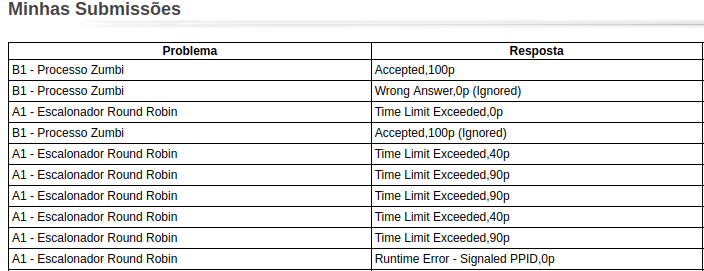 Minhas Submissões
Problema Resposta
B1 - Processo Zumbi Accepted,100p
B1 - Processo Zumbi Wrong Answer,0p (Ignored)
A1 - Escalonador Round Robin Time Limit Exceeded,0p
B1 - Processo Zumbi Accepted,100p (Ignored)
A1 - Escalonador Round Robin Time Limit Exceeded,40p
A1 - Escalonador Round Robin Time Limit Exceeded,90p
A1 - Escalonador Round Robin Time Limit Exceeded,90p
A1 - Escalonador Round Robin Time Limit Exceeded,40p
A1 - Escalonador Round Robin Time Limit Exceeded,90p
A1 - Escalonador Round Robin Runtime Error - Signaled PPID,0p